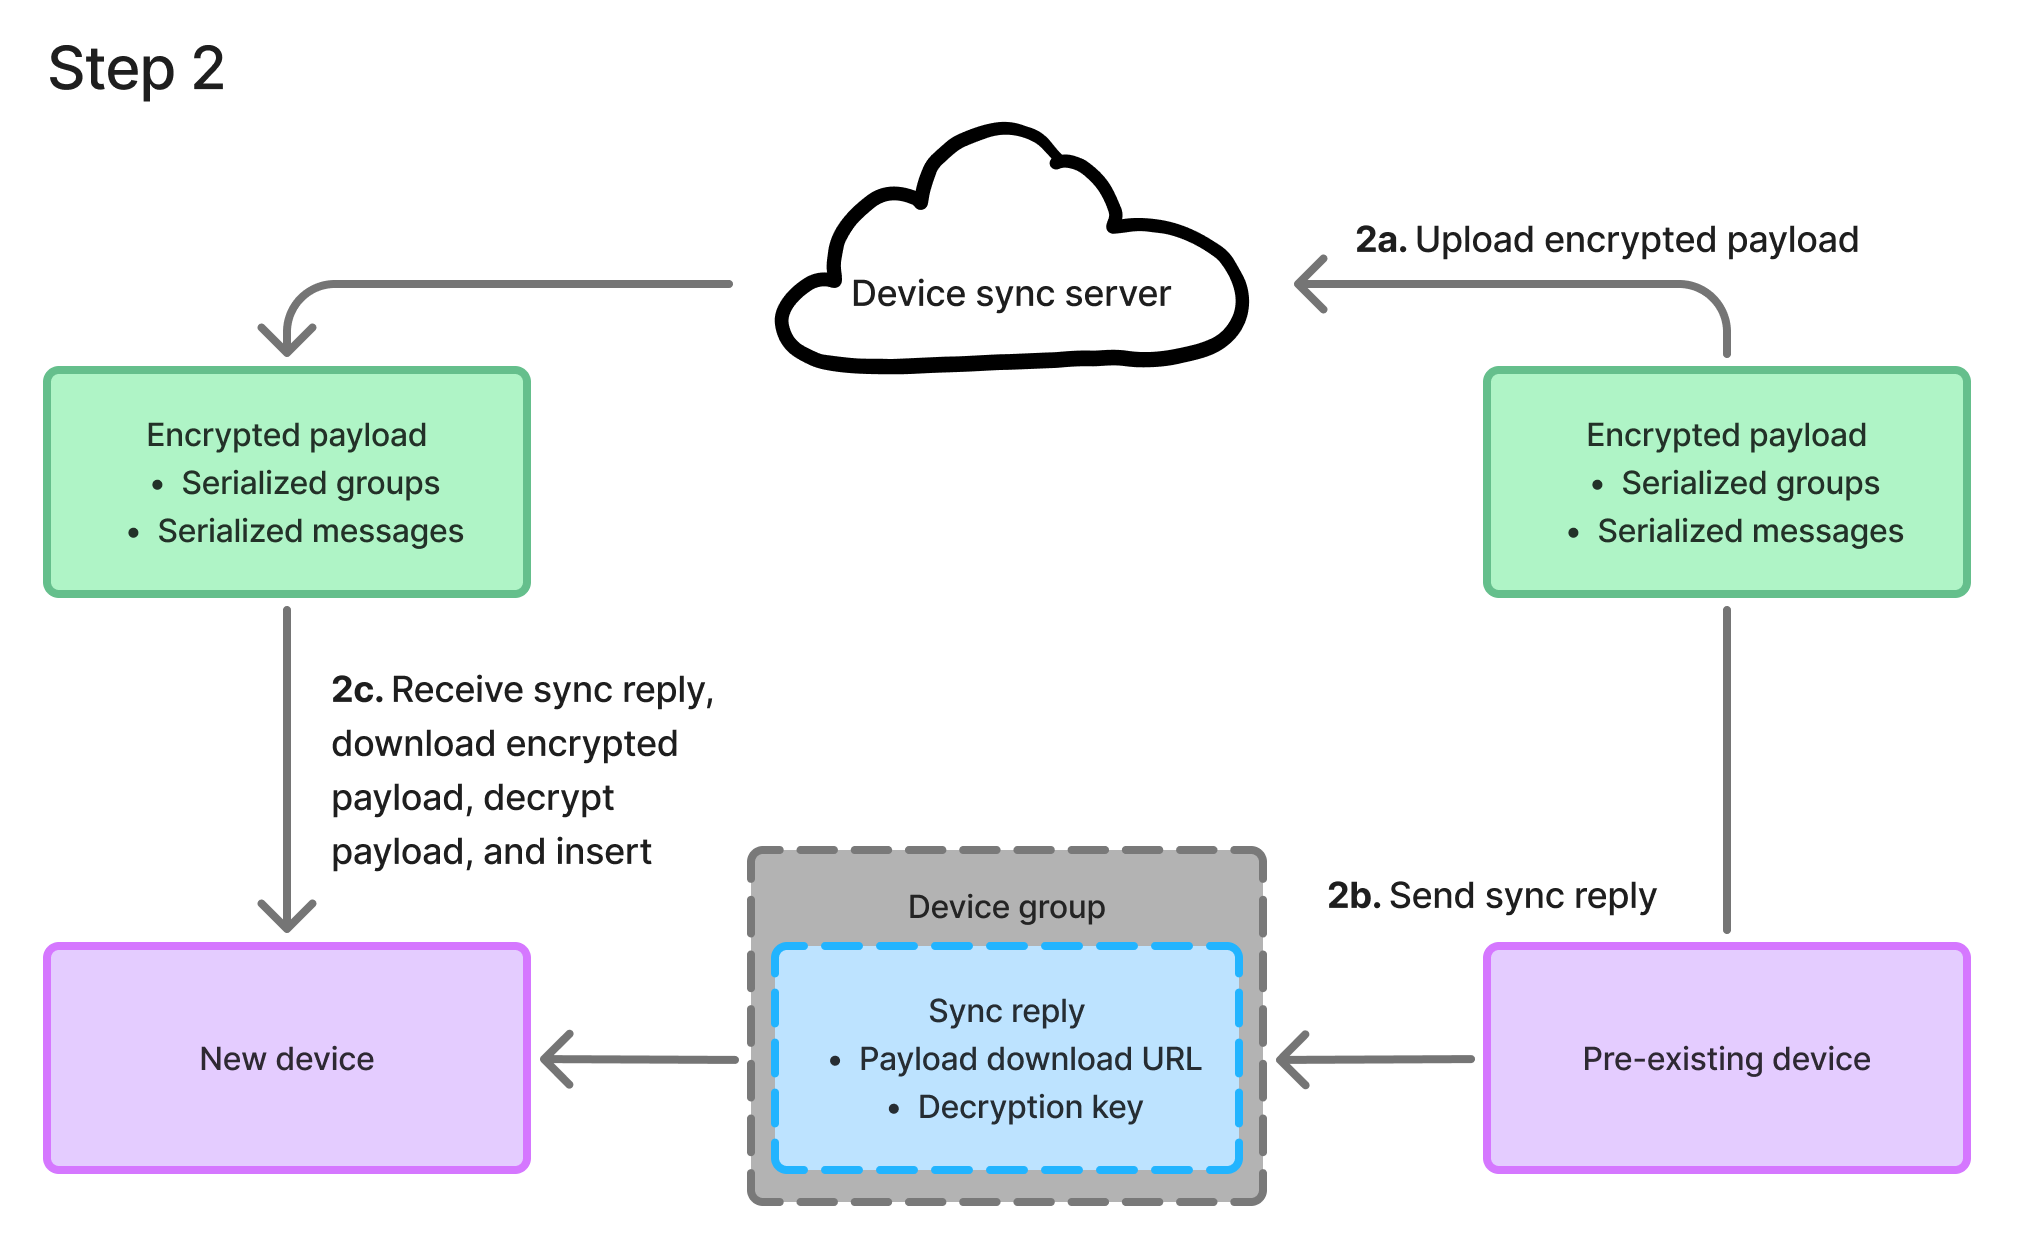 Step 2
Device sync server
2a. Upload encrypted payload
Encrypted payload
• Serialized groups
• Serialized messages
Encrypted payload
• Serialized groups
• Serialized messages
2c. Receive sync reply,
download encrypted
payload, decrypt
payload, and insert
2b. Send sync reply
Device group
Sync reply
• Payload download URL
• Decryption key
New device
Pre-existing device